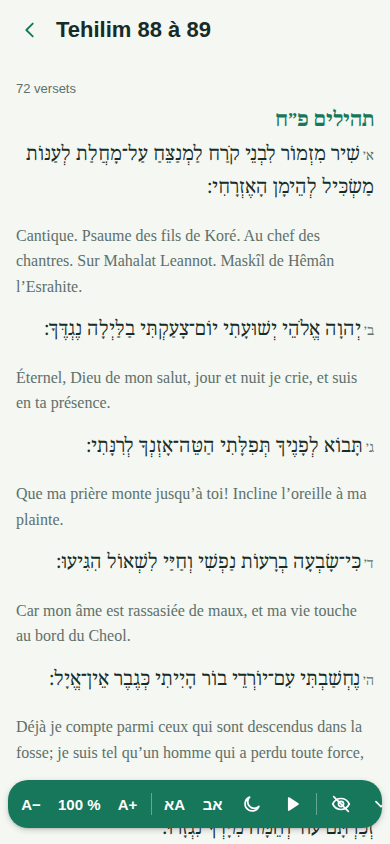 Tehilim 88 à 89
72 versets
תהילים פ״ח
א׳ שִׁיר מִזְמוֹר לִבְנֵי קֹרַח לַמְנַצֵּחַ עַל־מָחֲלַת לְעַנּוֹת
מַשְׂכִּיל לְהֵימָן הָאֶזְרָחִי׃
Cantique. Psaume des fils de Koré. Au chef des
chantres. Sur Mahalat Leannot. Maskîl de Hêmân
l’Esrahite.
ב׳ יְהוָה אֱלֹהֵי יְשׁוּעָתִי יוֹם־צָעַקְתִּי בַלַּיְלָה נֶגְדֶּךָ׃
Éternel, Dieu de mon salut, jour et nuit je crie, et suis
en ta présence.
ג׳ תָּבוֹא לְפָנֶיךָ תְּפִלָּתִי הַטֵּה־אָזְנְךָ לְרִנָּתִי׃
Que ma prière monte jusqu’à toi! Incline l’oreille à ma
plainte.
ד׳ כִּי־שָׂבְעָה בְרָעוֹת נַפְשִׁי וְחַיַּי לִשְׁאוֹל הִגִּיעוּ׃
Car mon âme est rassasiée de maux, et ma vie touche
au bord du Cheol.
ה׳ נֶחְשַׁבְתִּי עִם־יוֹרְדֵי בוֹר הָיִיתִי כְּגֶבֶר אֵין־אֱיָל׃
Déjà je compte parmi ceux qui sont descendus dans la
fosse; je suis tel qu’un homme qui a perdu toute force,
A− 100 % A+ אA אב